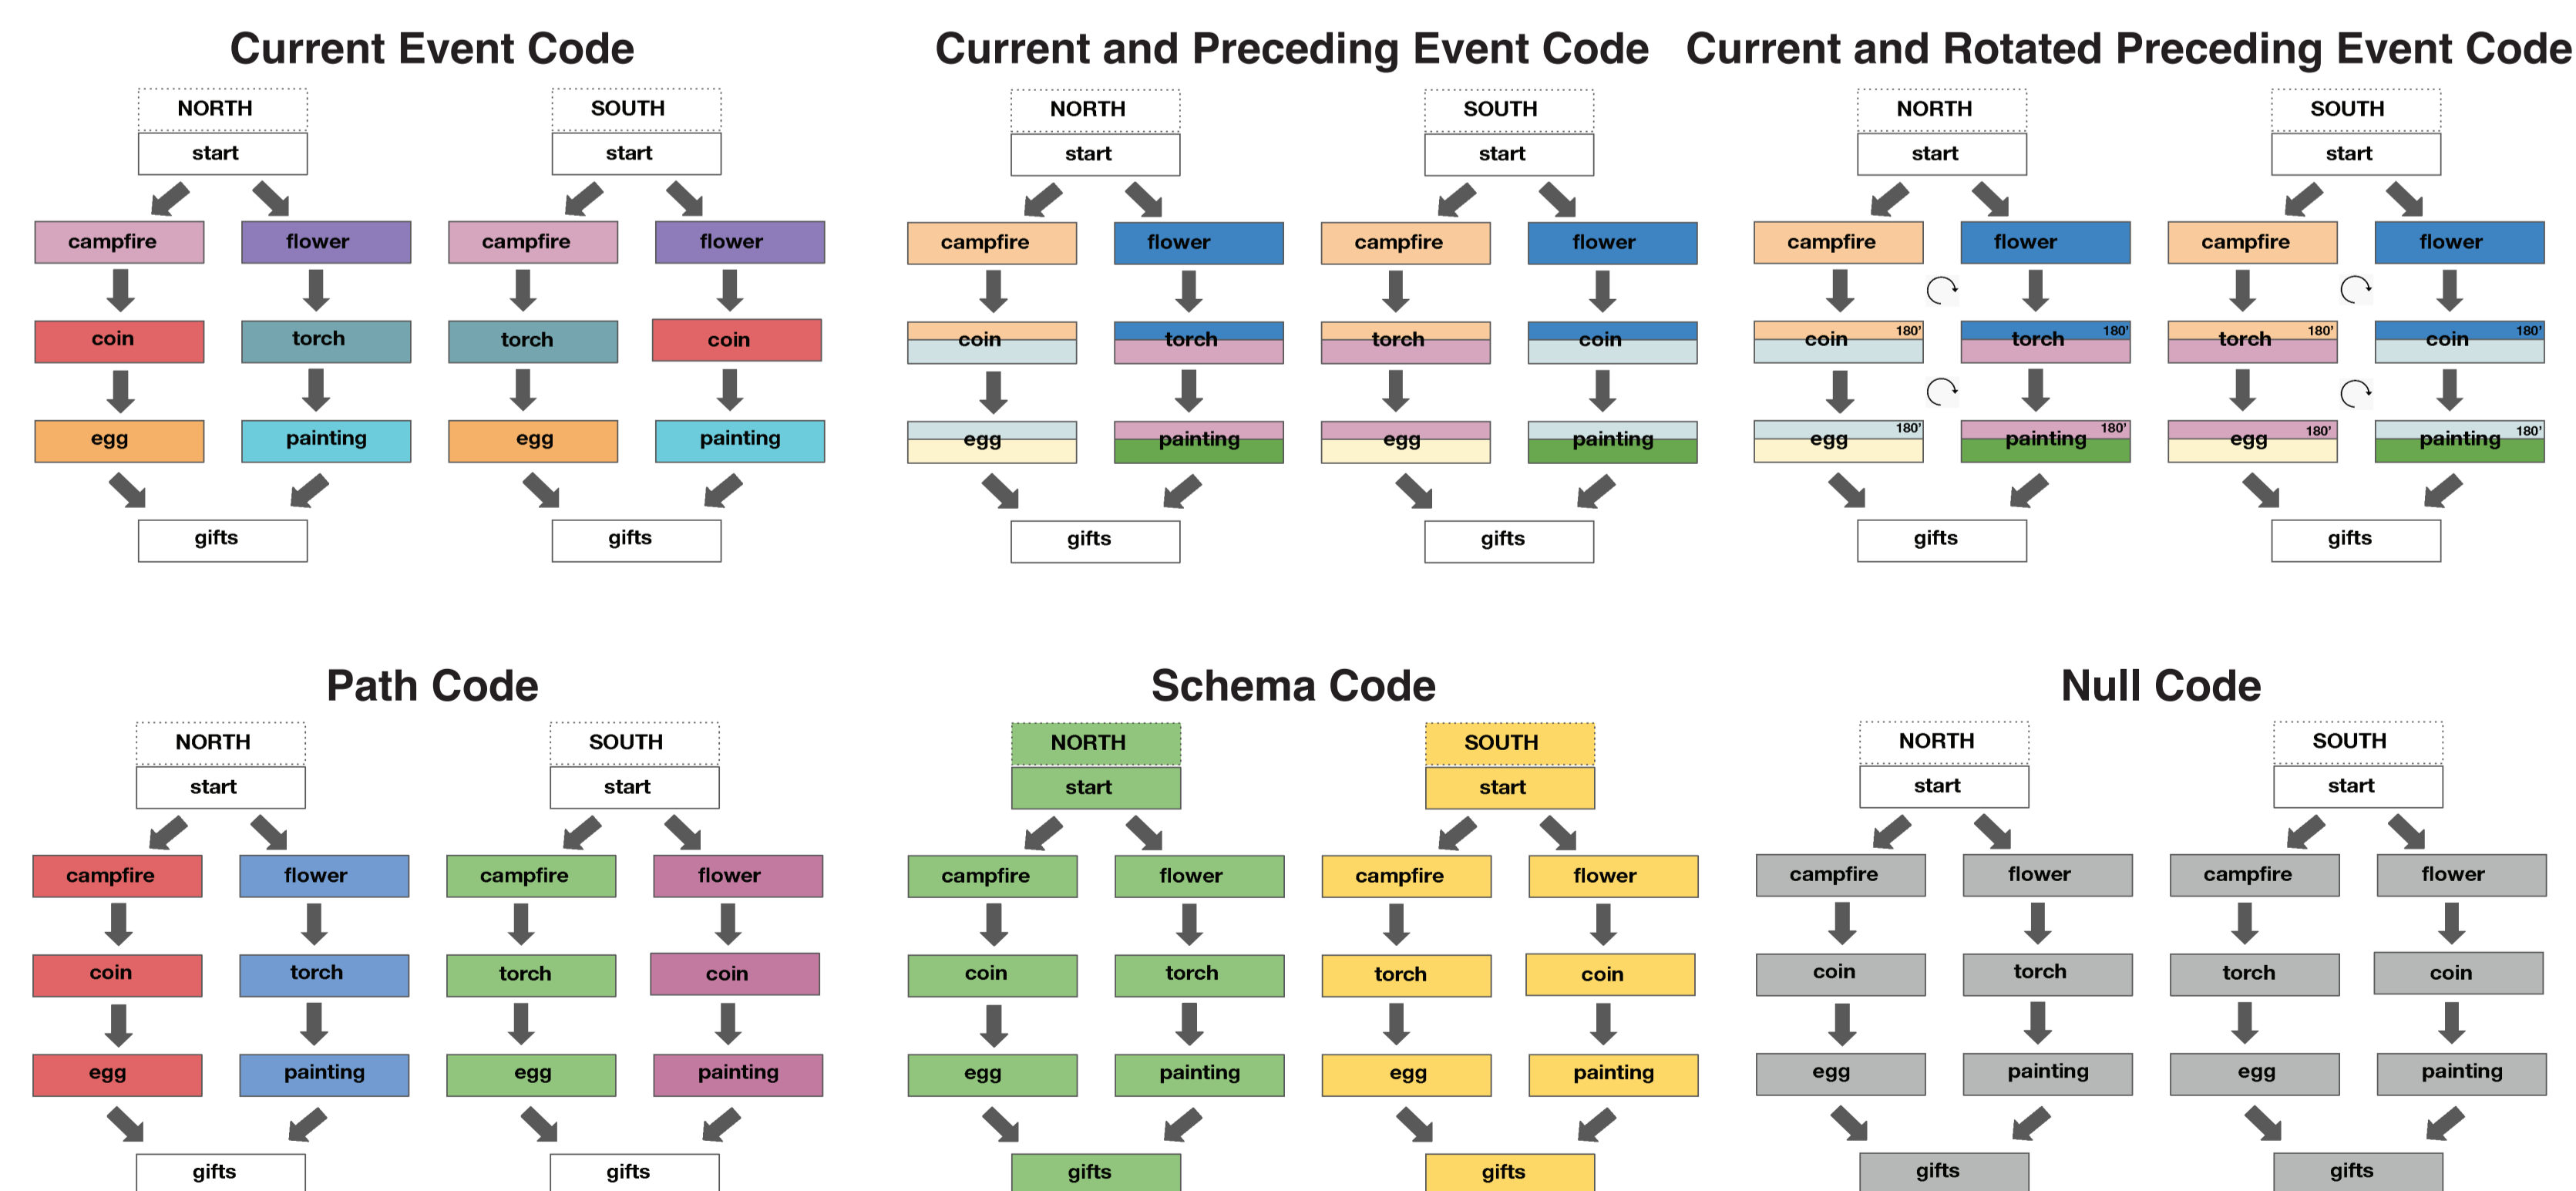 Current Event Code
NORTH
SOUTH
start
start
campfire
flower
campfire
flower
coin
torch
torch
coin
egg
painting
egg
painting
gifts
gifts
Current and Preceding Event Code
NORTH
SOUTH
start
start
campfire
flower
campfire
flower
coin
torch
torch
coin
egg
painting
egg
painting
gifts
gifts
Current and Rotated Preceding Event Code
NORTH
SOUTH
start
start
campfire
flower
campfire
flower
coin 180'
torch 180'
torch 180'
coin 180'
egg 180'
painting 180'
egg 180'
painting 180'
gifts
gifts
Path Code
NORTH
SOUTH
start
start
campfire
flower
campfire
flower
coin
torch
torch
coin
egg
painting
egg
painting
gifts
gifts
Schema Code
NORTH
SOUTH
start
start
campfire
flower
campfire
flower
coin
torch
torch
coin
egg
painting
egg
painting
gifts
gifts
Null Code
NORTH
SOUTH
start
start
campfire
flower
campfire
flower
coin
torch
torch
coin
egg
painting
egg
painting
gifts
gifts